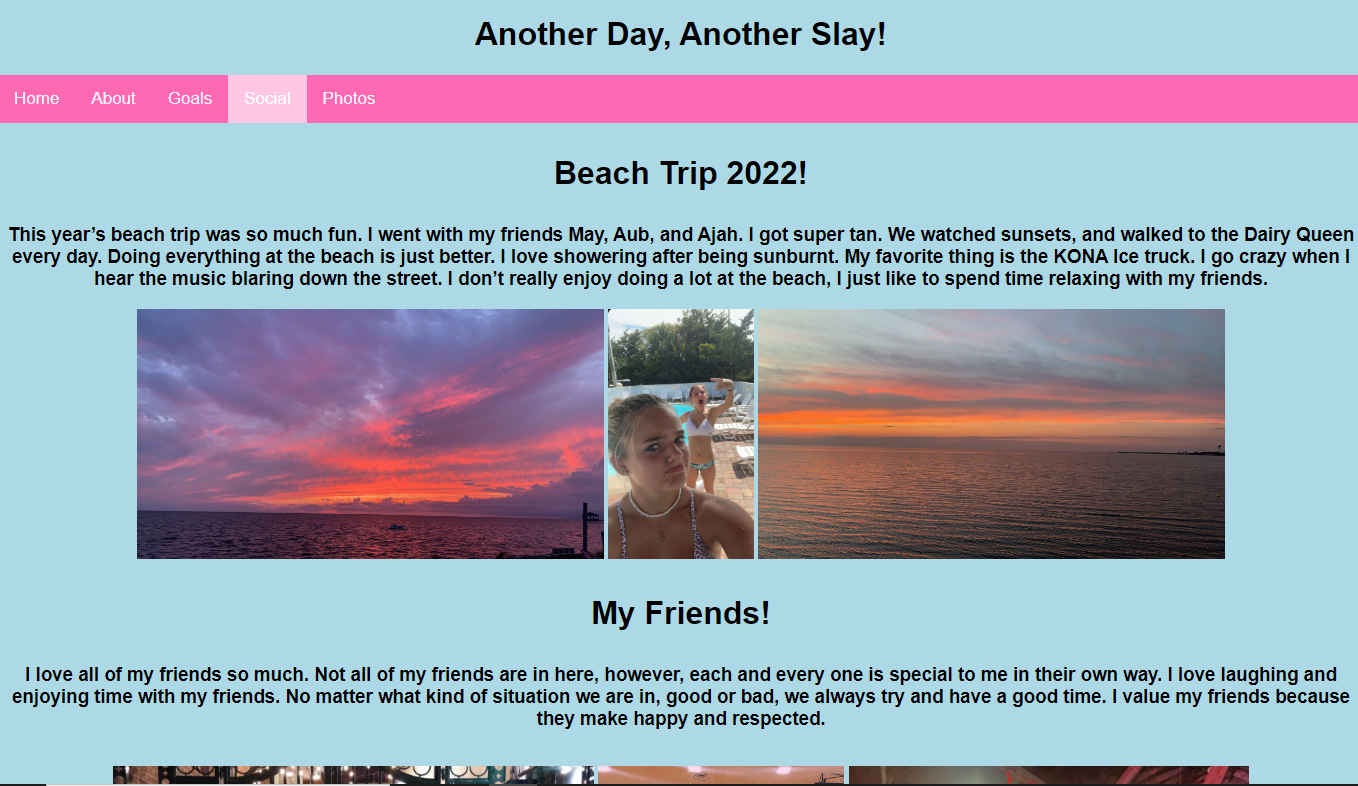 Another Day, Another Slay!
Home About Goals Social Photos
Beach Trip 2022!
This year’s beach trip was so much fun. I went with my friends May, Aub, and Ajah. I got super tan. We watched sunsets, and walked to the Dairy Queen
every day. Doing everything at the beach is just better. I love showering after being sunburnt. My favorite thing is the KONA Ice truck. I go crazy when I
hear the music blaring down the street. I don’t really enjoy doing a lot at the beach, I just like to spend time relaxing with my friends.
My Friends!
I love all of my friends so much. Not all of my friends are in here, however, each and every one is special to me in their own way. I love laughing and
enjoying time with my friends. No matter what kind of situation we are in, good or bad, we always try and have a good time. I value my friends because
they make happy and respected.